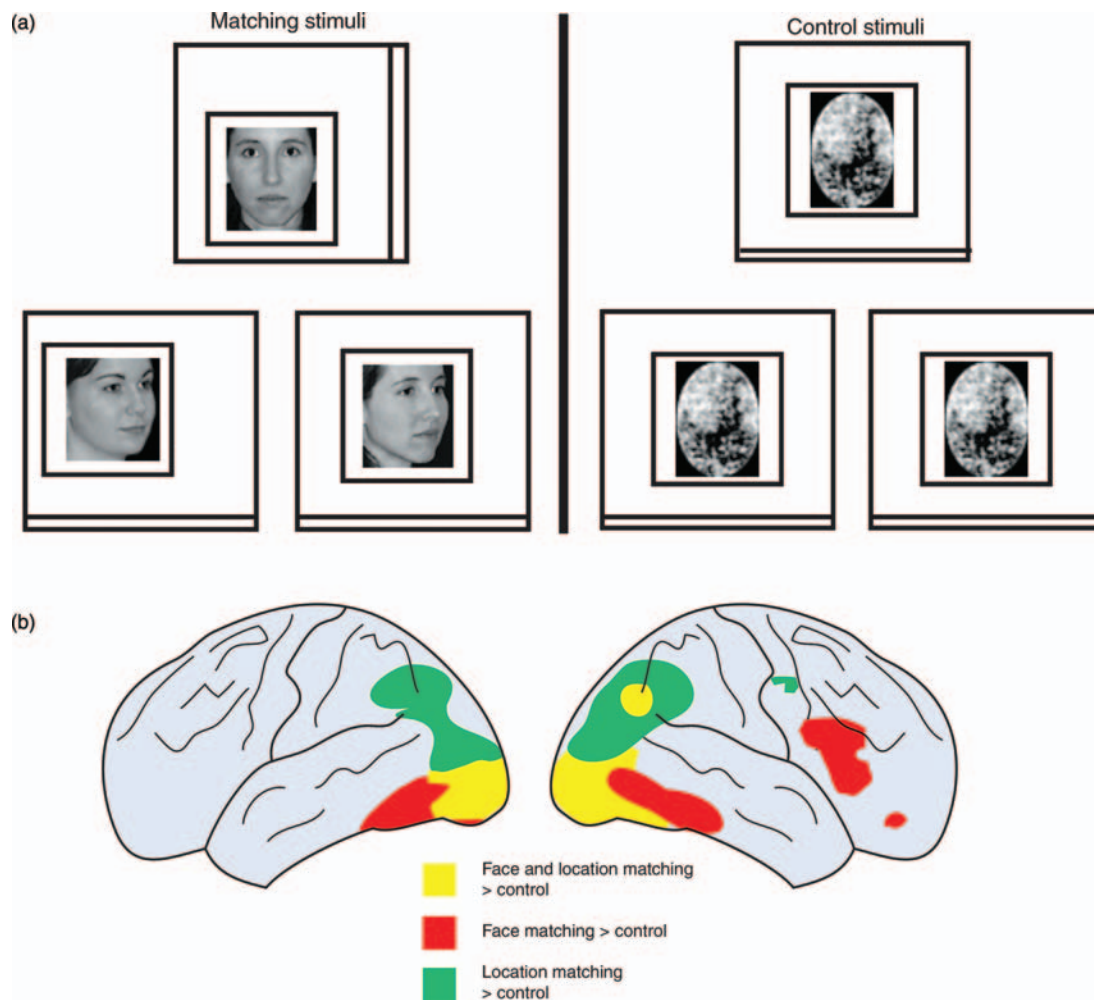 (a)
Matching stimuli
Control stimuli
(b)
Face and location matching
> control
Face matching > control
Location matching
> control